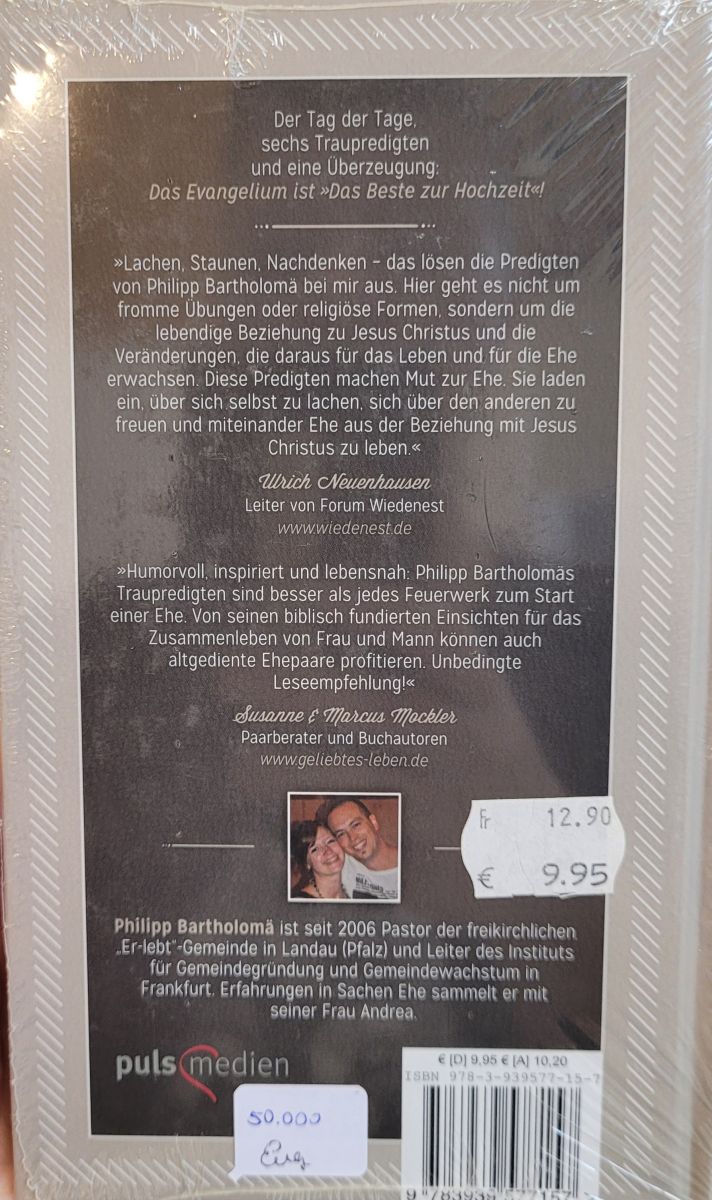 Der Tag der Tage,
sechs Traupredigten
und eine Überzeugung:
Das Evangelium ist »Das Beste zur Hochzeit«!
»Lachen, Staunen, Nachdenken – das lösen die Predigten
von Philipp Bartholomä bei mir aus. Hier geht es nicht um
fromme Übungen oder religiöse Formen, sondern um die
lebendige Beziehung zu Jesus Christus und die
Veränderungen, die daraus für das Leben und für die Ehe
erwachsen. Diese Predigten machen Mut zur Ehe. Sie laden
ein, über sich selbst zu lachen, sich über den anderen zu
freuen und miteinander Ehe aus der Beziehung mit Jesus
Christus zu leben.«
Ulrich Neuenhausen
Leiter von Forum Wiedenest
www.wiedenest.de
»Humorvoll, inspiriert und lebensnah: Philipp Bartholomäs
Traupredigten sind besser als jedes Feuerwerk zum Start
einer Ehe. Von seinen biblisch fundierten Einsichten für das
Zusammenleben von Frau und Mann können auch
altgediente Ehepaare profitieren. Unbedingte
Leseempfehlung!«
Susanne & Marcus Mockler
Paarberater und Buchautoren
www.geliebtes-leben.de
Fr 12.90
€ 9.95
Philipp Bartholomä ist seit 2006 Pastor der freikirchlichen
„Er-lebt“-Gemeinde in Landau (Pfalz) und Leiter des Instituts
für Gemeindegründung und Gemeindewachstum in
Frankfurt. Erfahrungen in Sachen Ehe sammelt er mit
seiner Frau Andrea.
puls medien
€ [D] 9,95 € [A] 10,20
ISBN 978-3-939577-15-7
50.000